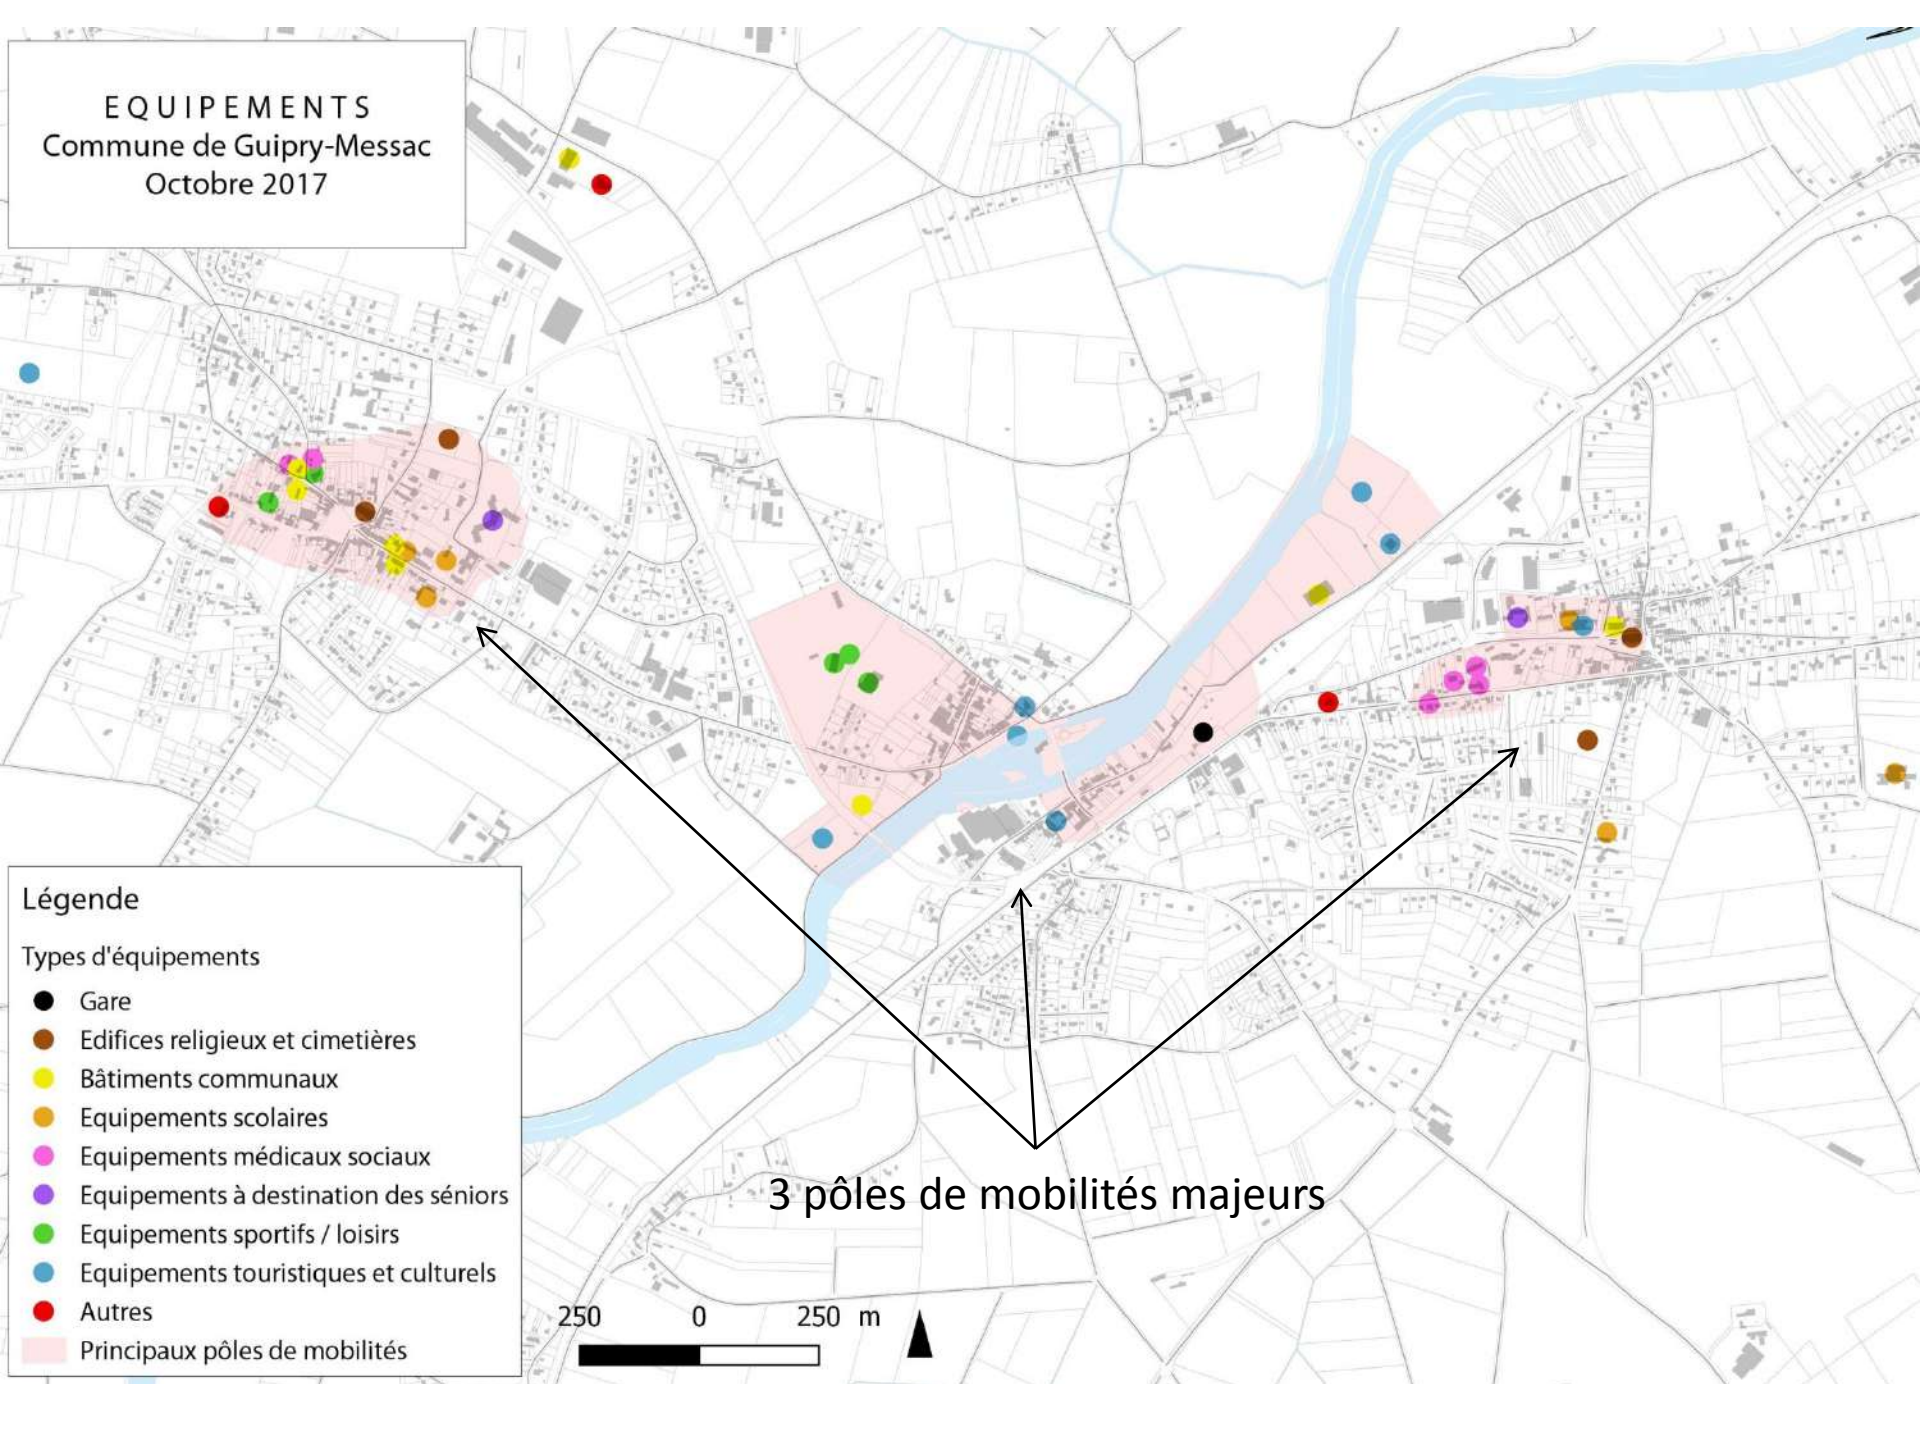 EQUIPEMENTS
Commune de Guipry-Messac
Octobre 2017
Légende
Types d'équipements
Gare
Edifices religieux et cimetières
Bâtiments communaux
Equipements scolaires
Equipements médicaux sociaux
Equipements à destination des séniors
Equipements sportifs / loisirs
Equipements touristiques et culturels
Autres
Principaux pôles de mobilités
3 pôles de mobilités majeurs
250 0 250 m